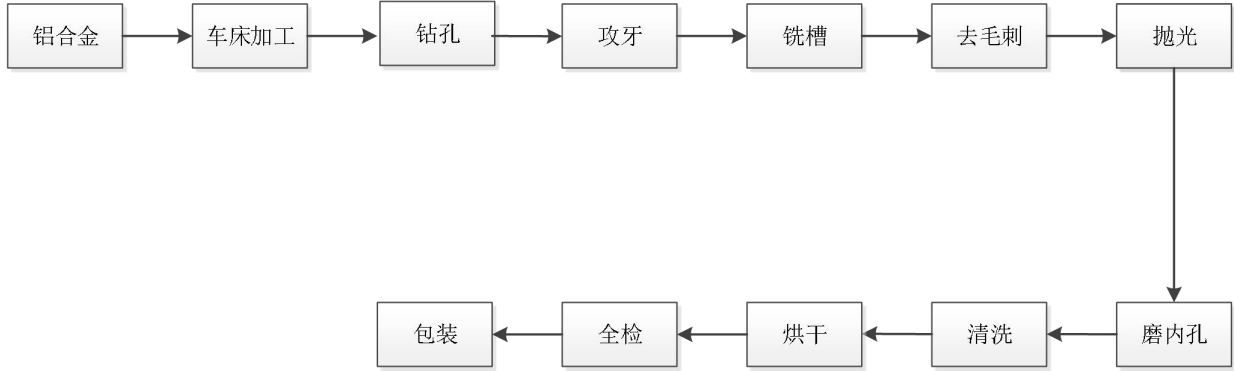 铝合金
车床加工
钻孔
攻牙
铣槽
去毛刺
抛光
磨内孔
清洗
烘干
全检
包装